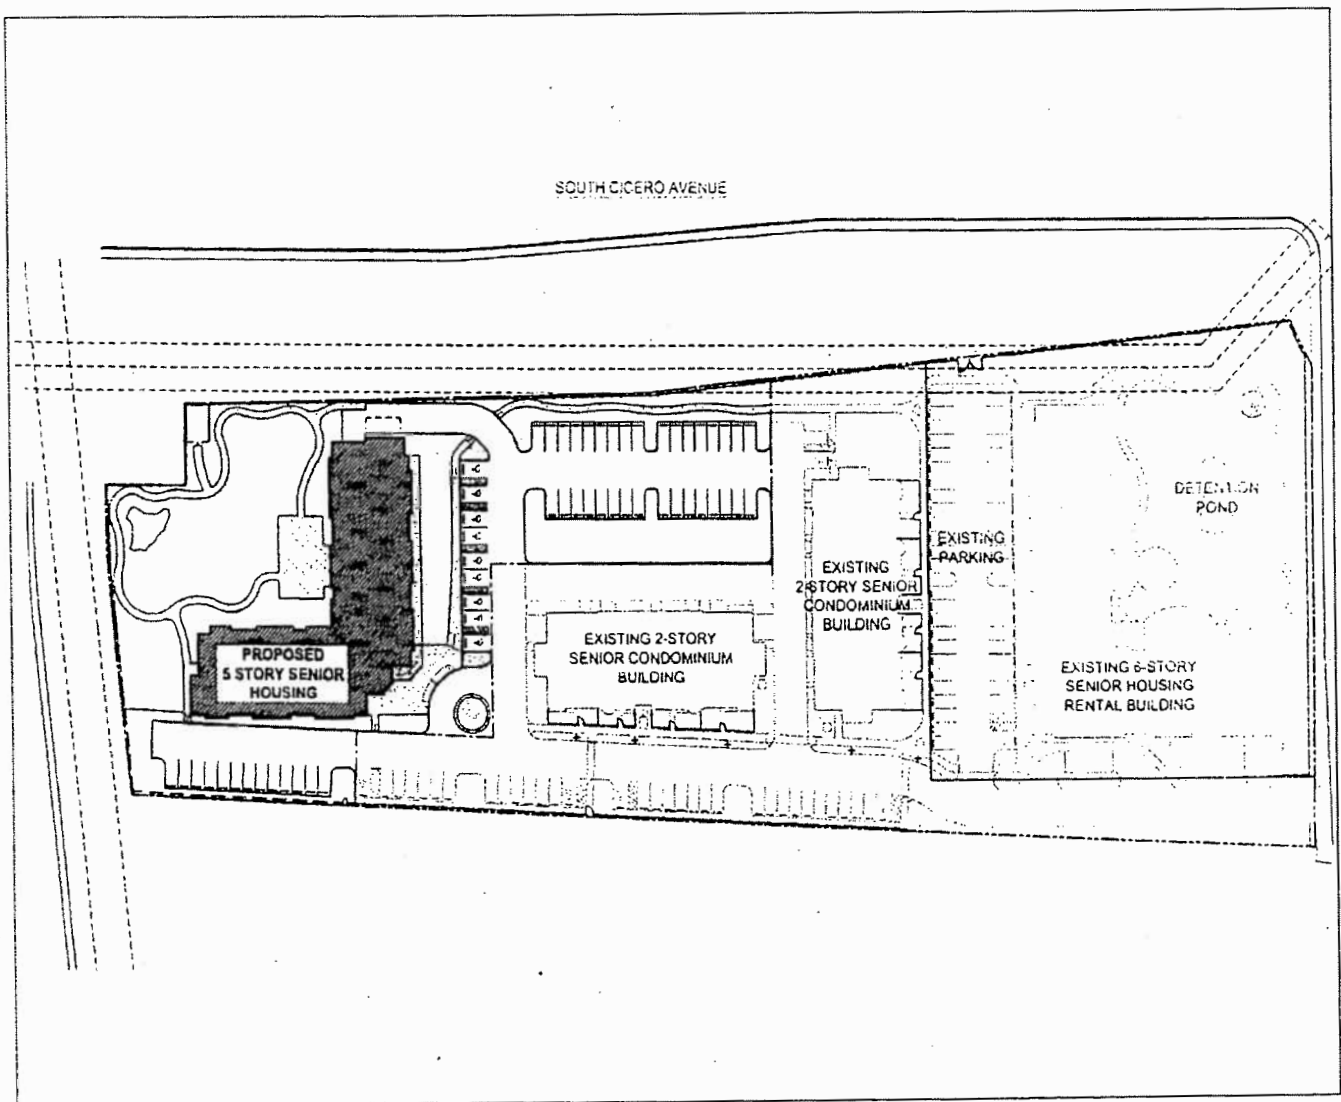 SOUTH CICERO AVENUE
DETENTION
POND
EXISTING
PARKING
EXISTING
2-STORY SENIOR
CONDOMINIUM
BUILDING
EXISTING 2-STORY
SENIOR CONDOMINIUM
BUILDING
PROPOSED
5 STORY SENIOR
HOUSING
EXISTING 6-STORY
SENIOR HOUSING
RENTAL BUILDING